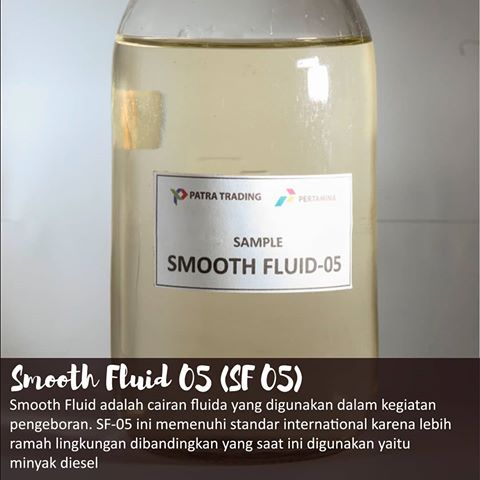 PATRA TRADING PERTAMINA
SAMPLE
SMOOTH FLUID-05
Smooth Fluid 05 (SF 05)
Smooth Fluid adalah cairan fluida yang digunakan dalam kegiatan
pengeboran. SF-05 ini memenuhi standar international karena lebih
ramah lingkungan dibandingkan yang saat ini digunakan yaitu
minyak diesel